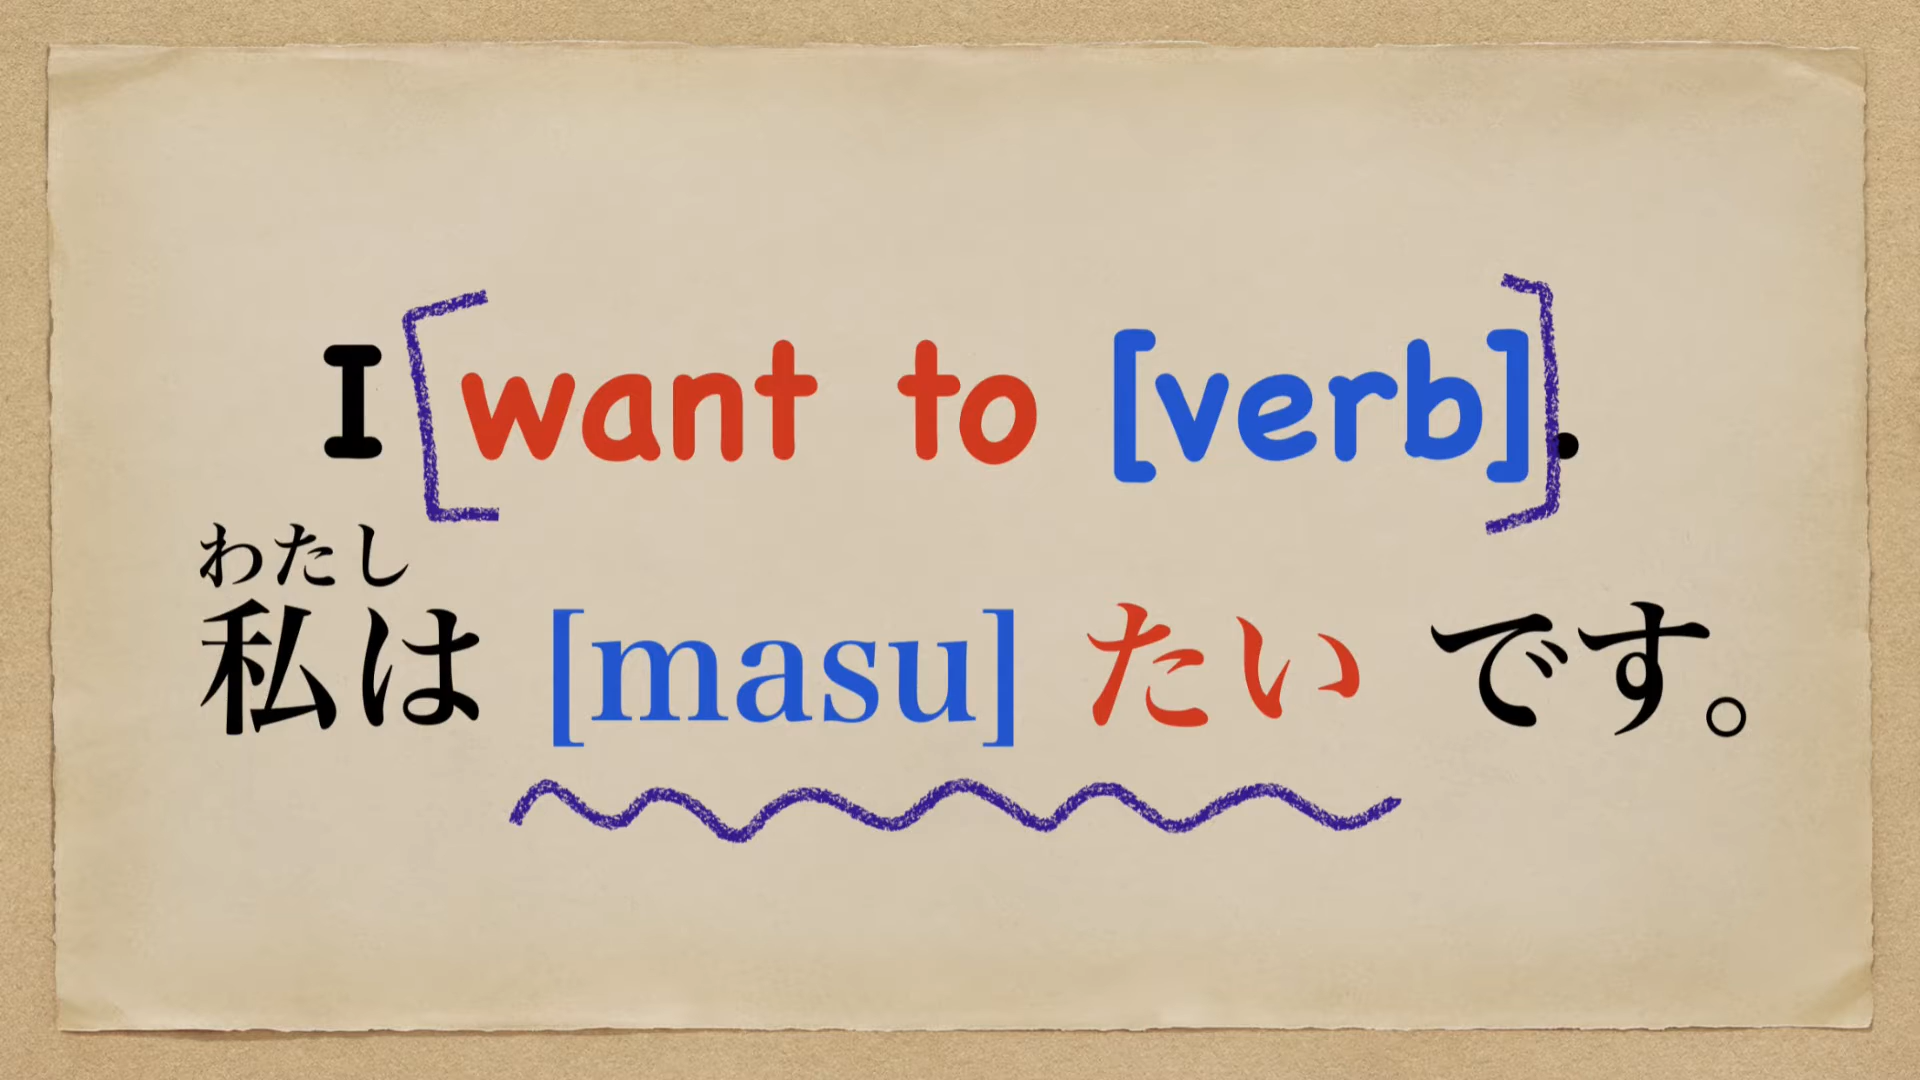 I want to [verb].
わたし
私は [masu] たい です。